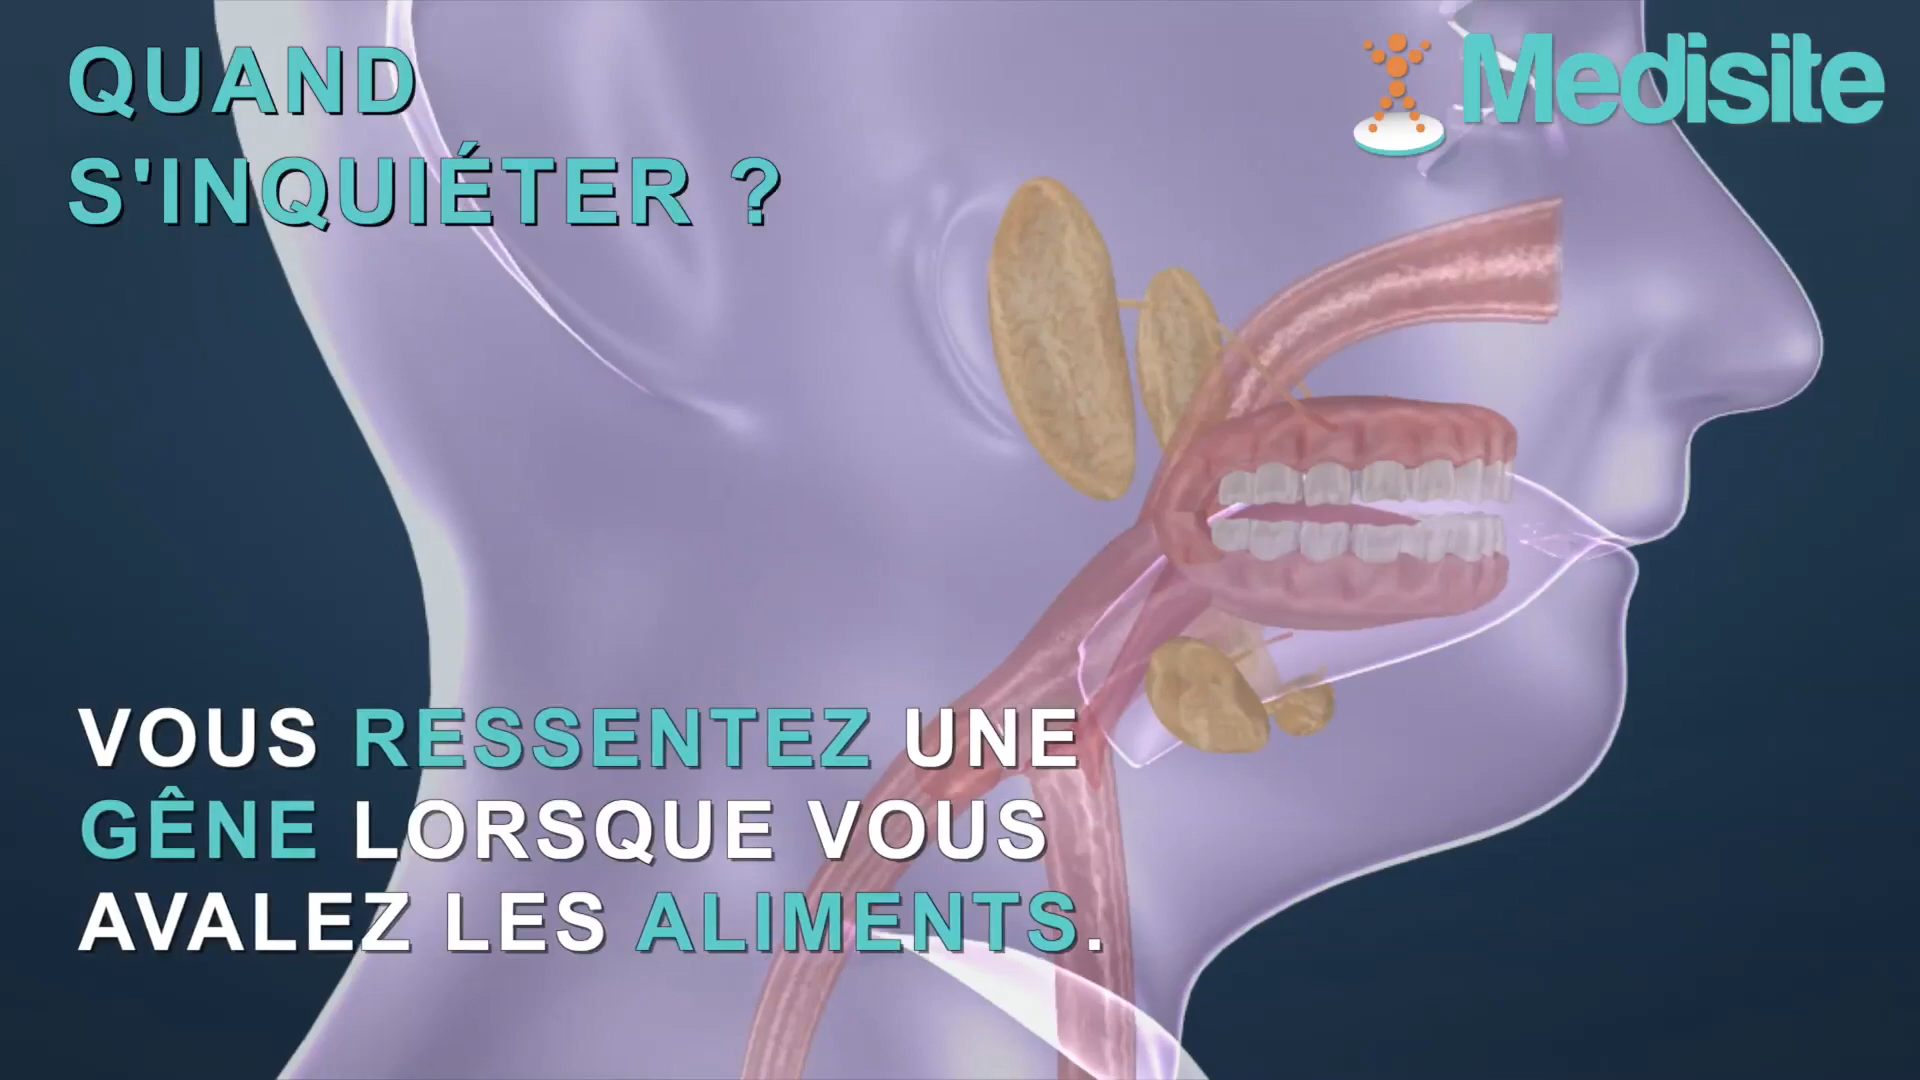 QUAND
S'INQUIÉTER ?
Medisite
VOUS RESSENTEZ UNE
GÊNE LORSQUE VOUS
AVALEZ LES ALIMENTS.